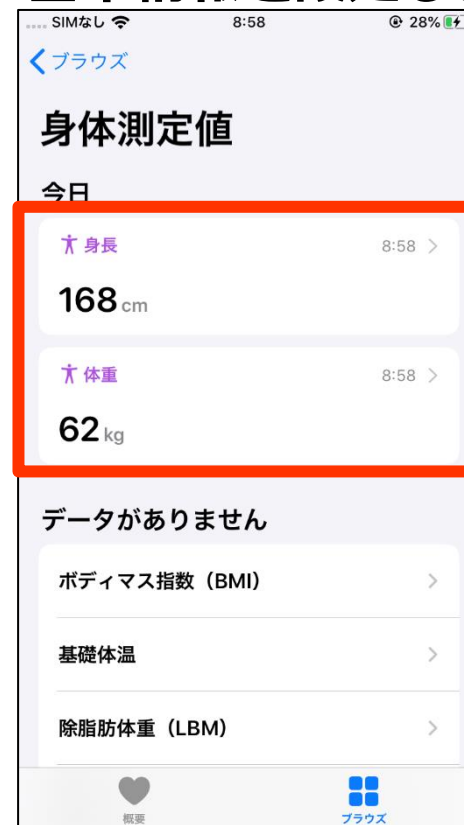 SIMなし 8:58 28%
ブラウズ
身体測定値
今日
身長 8:58
168 cm
体重 8:58
62 kg
データがありません
ボディマス指数（BMI）
基礎体温
除脂肪体重（LBM）
概要 ブラウズ